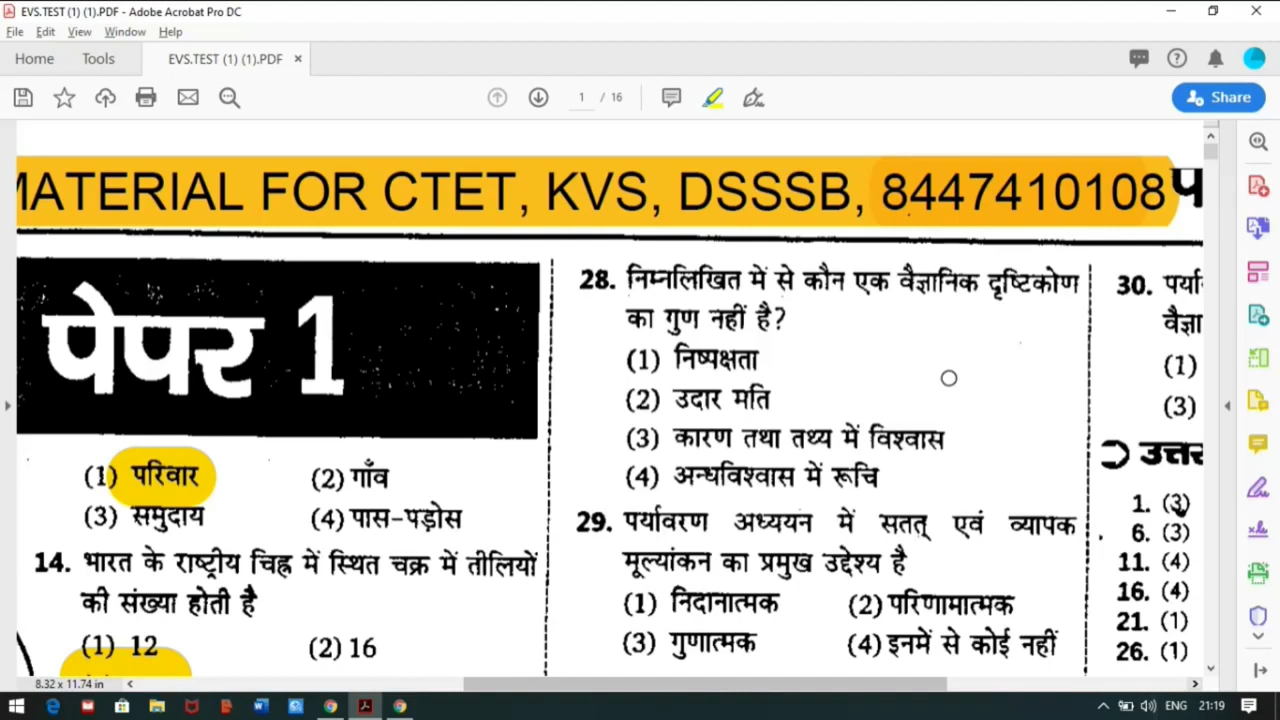 EVS.TEST (1) (1).PDF - Adobe Acrobat Pro DC
File Edit View Window Help
Home Tools EVS.TEST (1) (1).PDF ×
1 / 16
Share
MATERIAL FOR CTET, KVS, DSSSB, 8447410108
पेपर 1
(1) परिवार (2) गाँव
(3) समुदाय (4) पास-पड़ोस
14. भारत के राष्ट्रीय चिह्न में स्थित चक्र में तीलियों
की संख्या होती है
(1) 12 (2) 16
28. निम्नलिखित में से कौन एक वैज्ञानिक दृष्टिकोण
का गुण नहीं है?
(1) निष्पक्षता
(2) उदार मति
(3) कारण तथा तथ्य में विश्वास
(4) अन्धविश्वास में रूचि
29. पर्यावरण अध्ययन में सतत् एवं व्यापक
मूल्यांकन का प्रमुख उद्देश्य है
(1) निदानात्मक (2) परिणामात्मक
(3) गुणात्मक (4) इनमें से कोई नहीं
30. पर्या
वैज्ञा
(1)
(3)
उत्तर
1. (3)
6. (3)
11. (4)
16. (4)
21. (1)
26. (1)
8.32 x 11.74 in
ENG 21:19